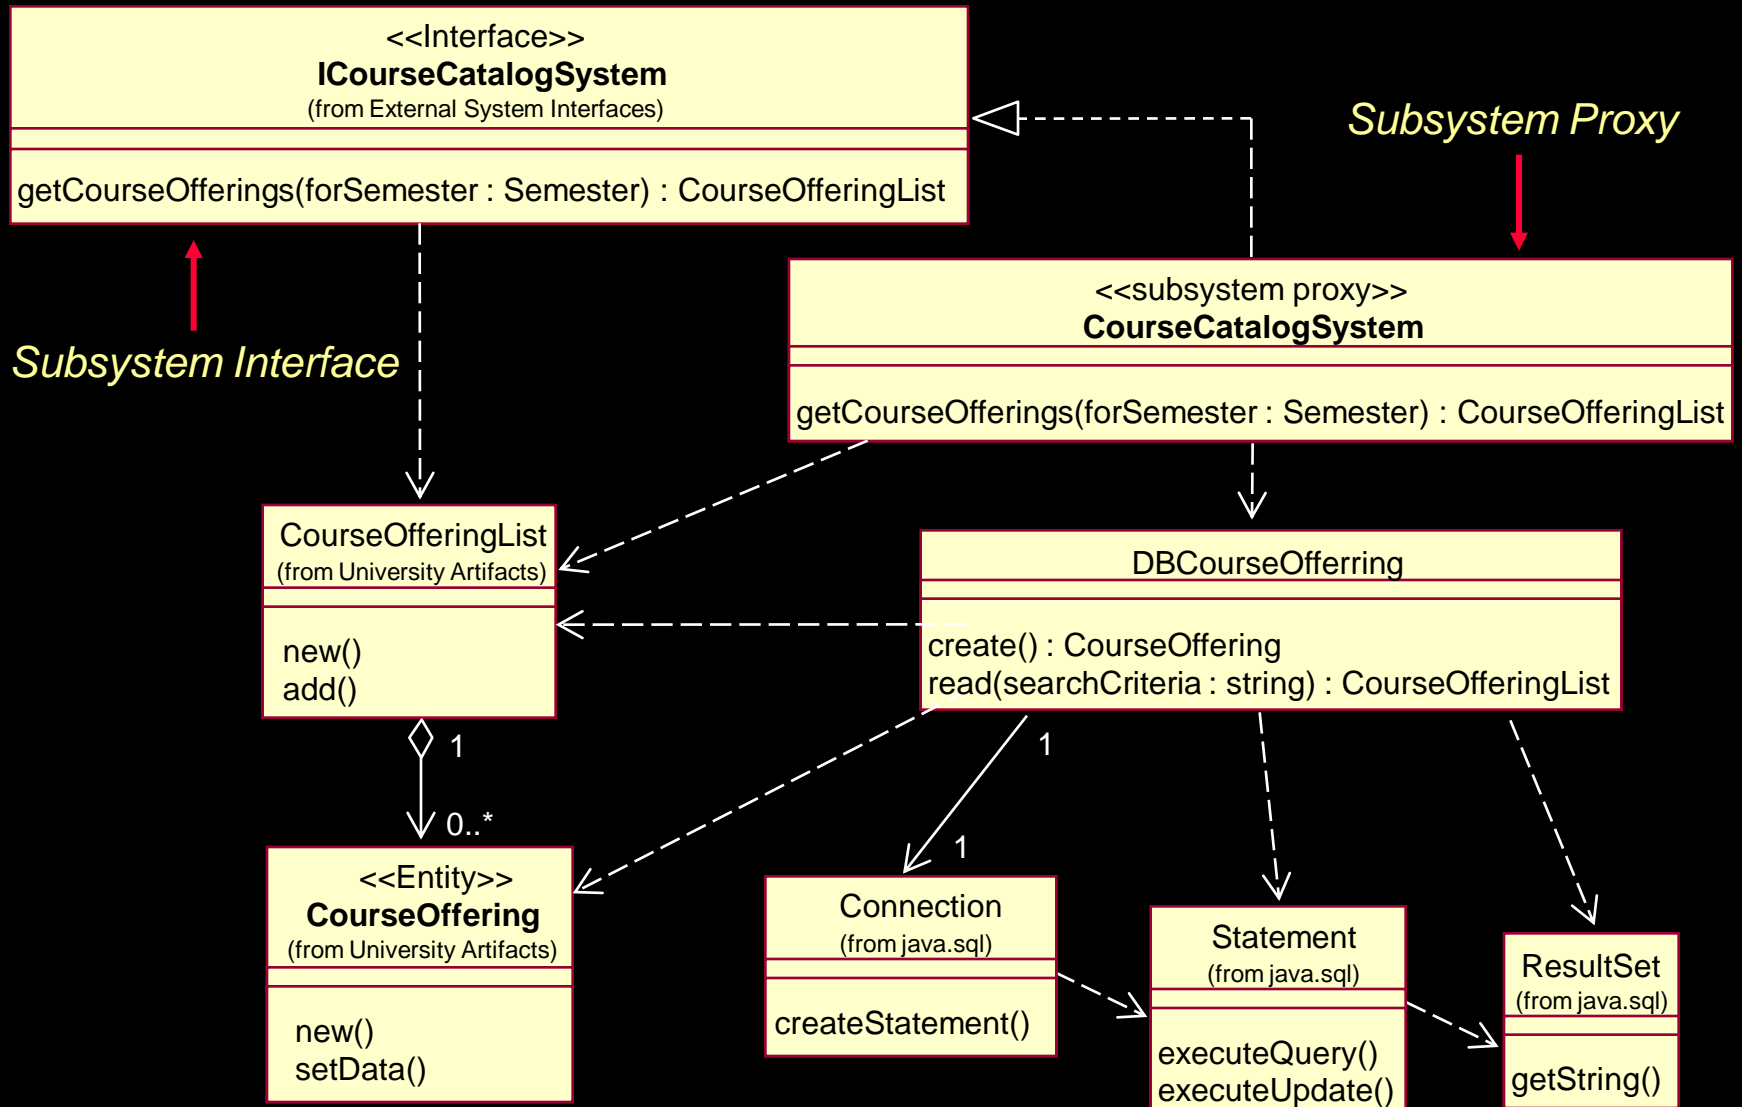 <<Interface>>
ICourseCatalogSystem
(from External System Interfaces)
getCourseOfferings(forSemester : Semester) : CourseOfferingList
Subsystem Proxy
Subsystem Interface
<<subsystem proxy>>
CourseCatalogSystem
getCourseOfferings(forSemester : Semester) : CourseOfferingList
CourseOfferingList
(from University Artifacts)
new()
add()
DBCourseOfferring
create() : CourseOffering
read(searchCriteria : string) : CourseOfferingList
1
0..*
1
1
<<Entity>>
CourseOffering
(from University Artifacts)
new()
setData()
Connection
(from java.sql)
createStatement()
Statement
(from java.sql)
executeQuery()
executeUpdate()
ResultSet
(from java.sql)
getString()